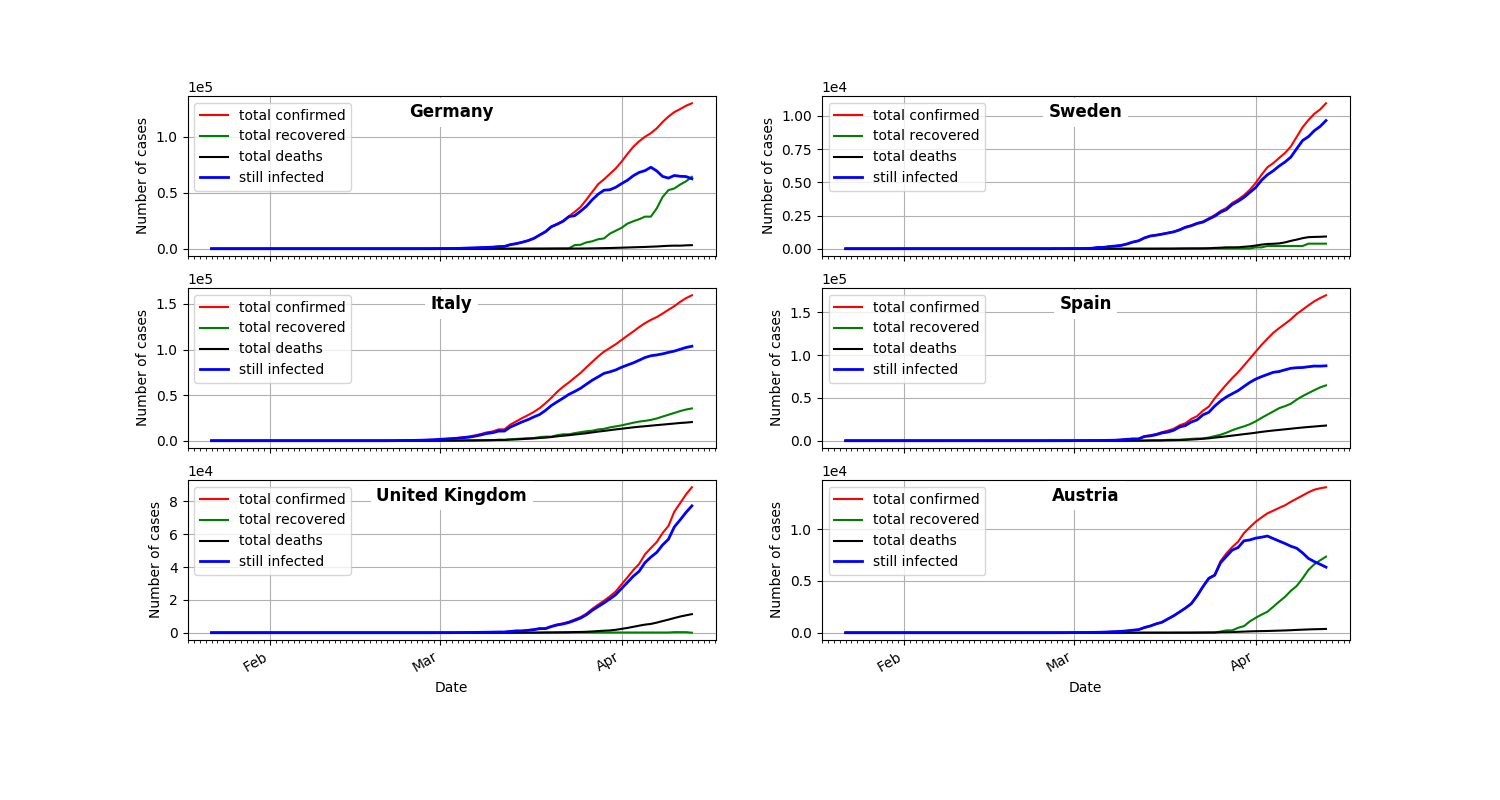 1e5
Germany
total confirmed
total recovered
total deaths
still infected
Number of cases
1.0
0.5
0.0
1e4
Sweden
total confirmed
total recovered
total deaths
still infected
Number of cases
1.00
0.75
0.50
0.25
0.00
1e5
Italy
total confirmed
total recovered
total deaths
still infected
Number of cases
1.5
1.0
0.5
0.0
1e5
Spain
total confirmed
total recovered
total deaths
still infected
Number of cases
1.5
1.0
0.5
0.0
1e4
United Kingdom
total confirmed
total recovered
total deaths
still infected
Number of cases
8
6
4
2
0
Feb
Mar
Apr
Date
1e4
Austria
total confirmed
total recovered
total deaths
still infected
Number of cases
1.0
0.5
0.0
Feb
Mar
Apr
Date